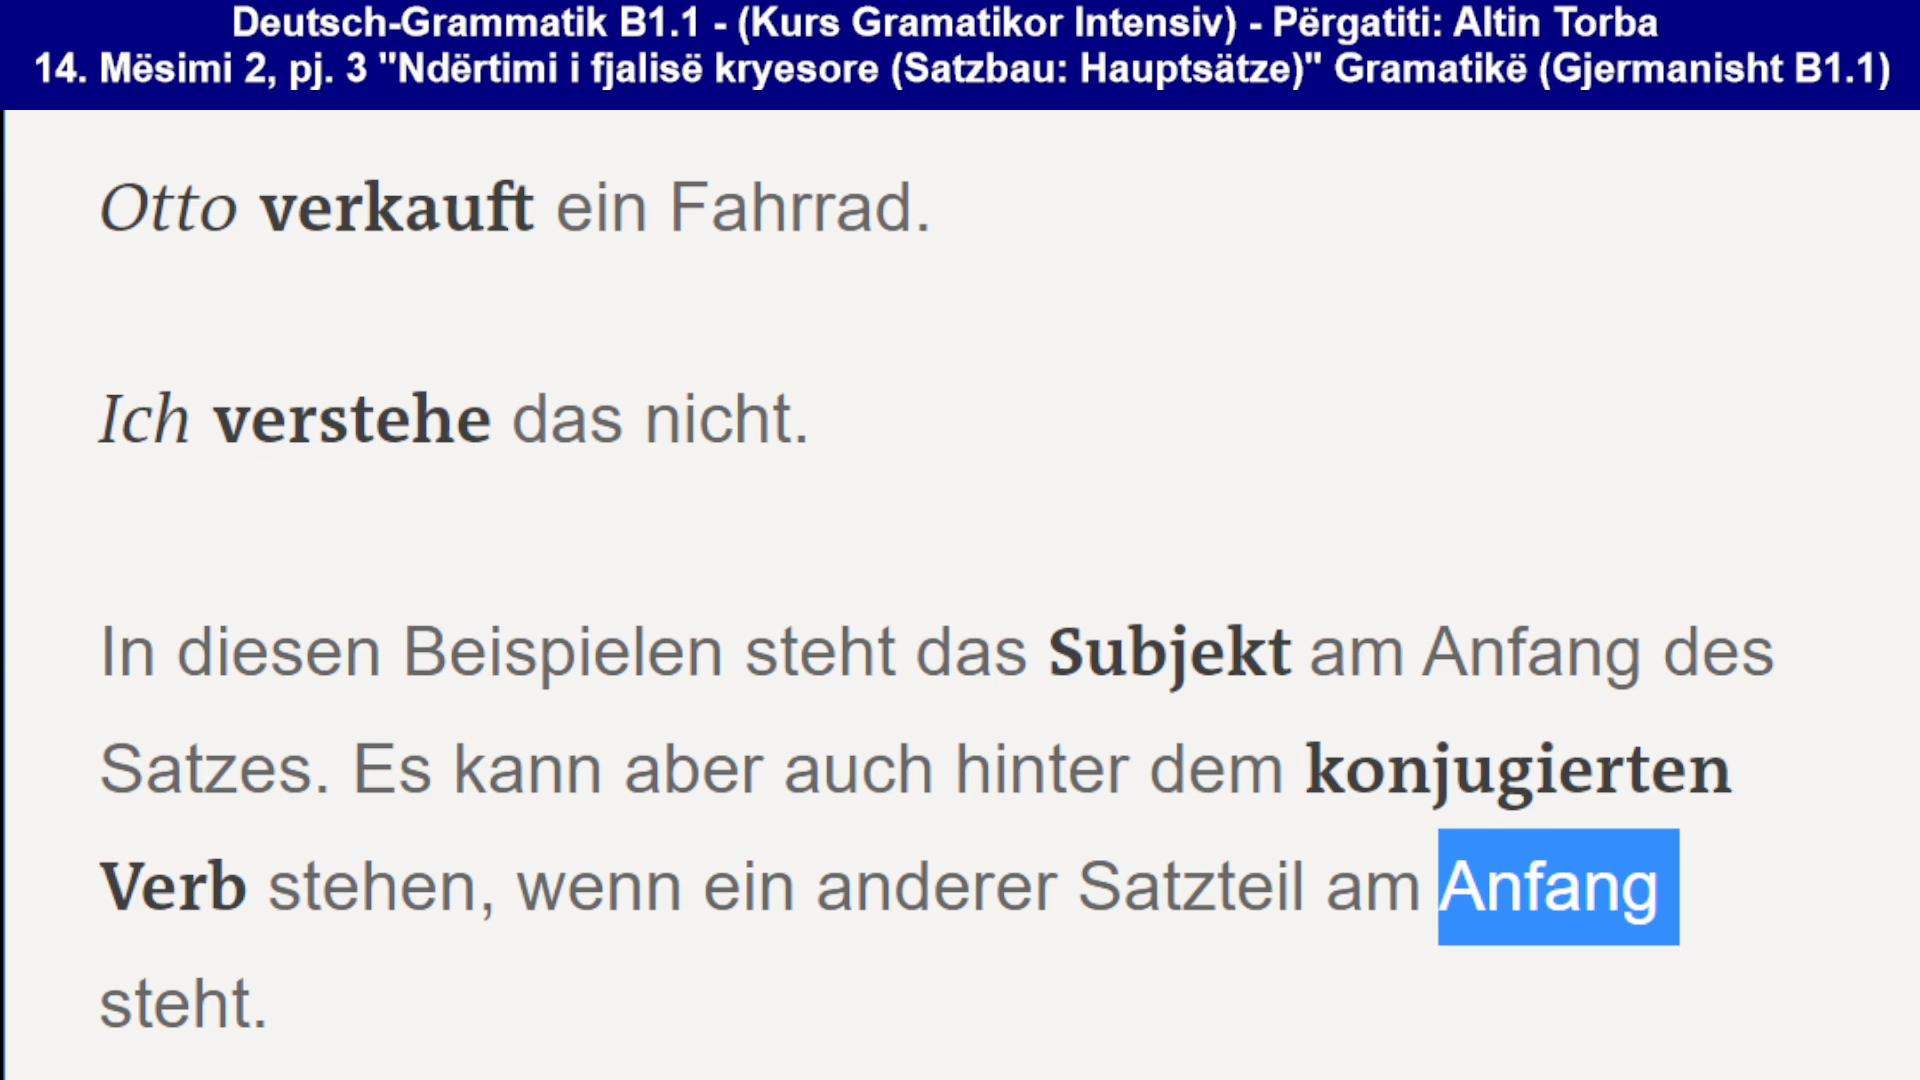 Deutsch-Grammatik B1.1 - (Kurs Gramatikor Intensiv) - Përgatiti: Altin Torba
14. Mësimi 2, pj. 3 "Ndërtimi i fjalisë kryesore (Satzbau: Hauptsätze)" Gramatikë (Gjermanisht B1.1)
Otto verkauft ein Fahrrad.
Ich verstehe das nicht.
In diesen Beispielen steht das Subjekt am Anfang des
Satzes. Es kann aber auch hinter dem konjugierten
Verb stehen, wenn ein anderer Satzteil am Anfang
steht.